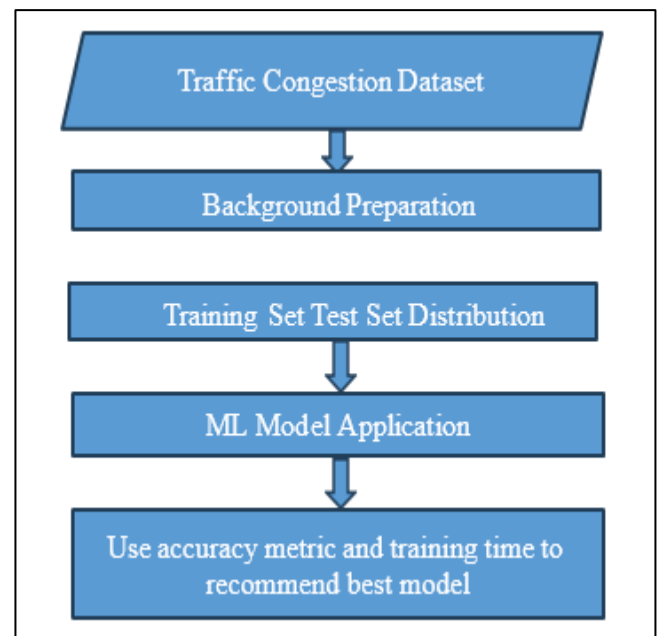 Traffic Congestion Dataset
Background Preparation
Training Set Test Set Distribution
ML Model Application
Use accuracy metric and training time to
recommend best model